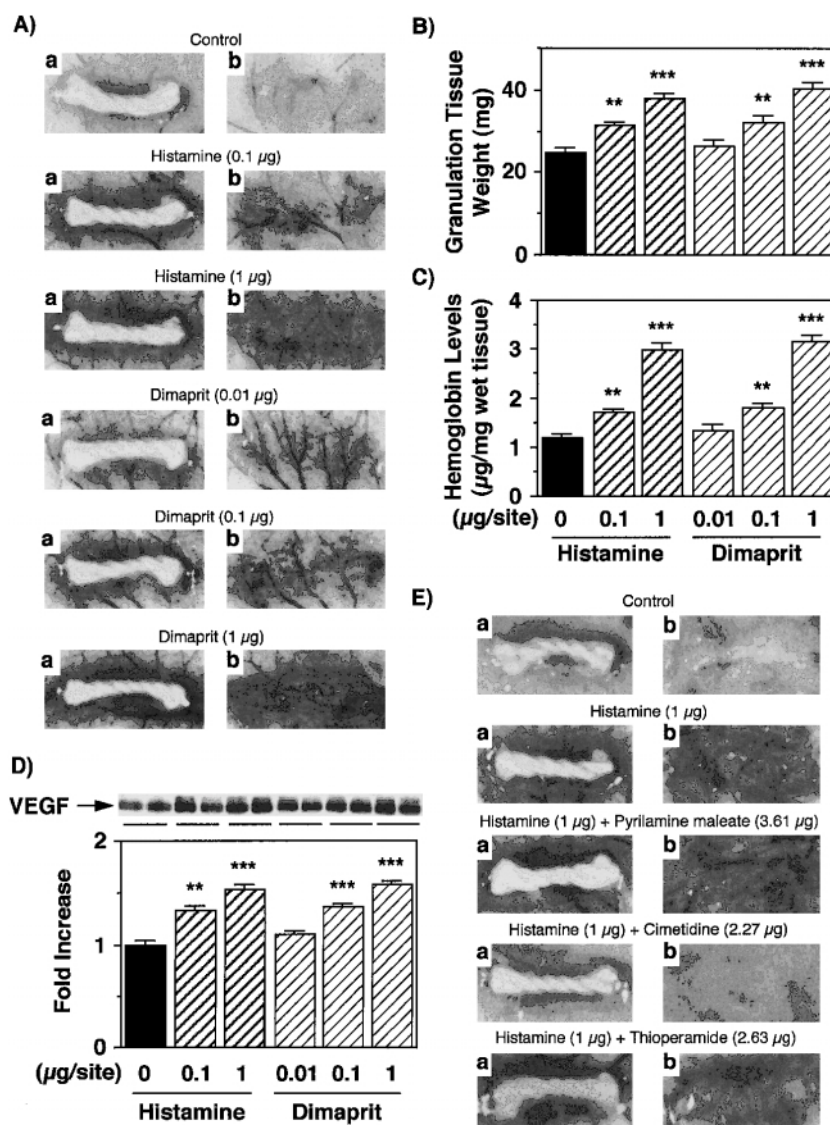 A)
Control
a b
Histamine (0.1 µg)
a b
Histamine (1 µg)
a b
Dimaprit (0.01 µg)
a b
Dimaprit (0.1 µg)
a b
Dimaprit (1 µg)
a b
B)
Granulation Tissue
Weight (mg)
40
20
0
** *** ** ***
C)
Hemoglobin Levels
(µg/mg wet tissue)
4
3
2
1
0
** *** ** ***
(µg/site) 0 0.1 1 0.01 0.1 1
Histamine Dimaprit
D)
VEGF
Fold Increase
2
1
0
** *** *** ***
(µg/site) 0 0.1 1 0.01 0.1 1
Histamine Dimaprit
E)
Control
a b
Histamine (1 µg)
a b
Histamine (1 µg) + Pyrilamine maleate (3.61 µg)
a b
Histamine (1 µg) + Cimetidine (2.27 µg)
a b
Histamine (1 µg) + Thioperamide (2.63 µg)
a b